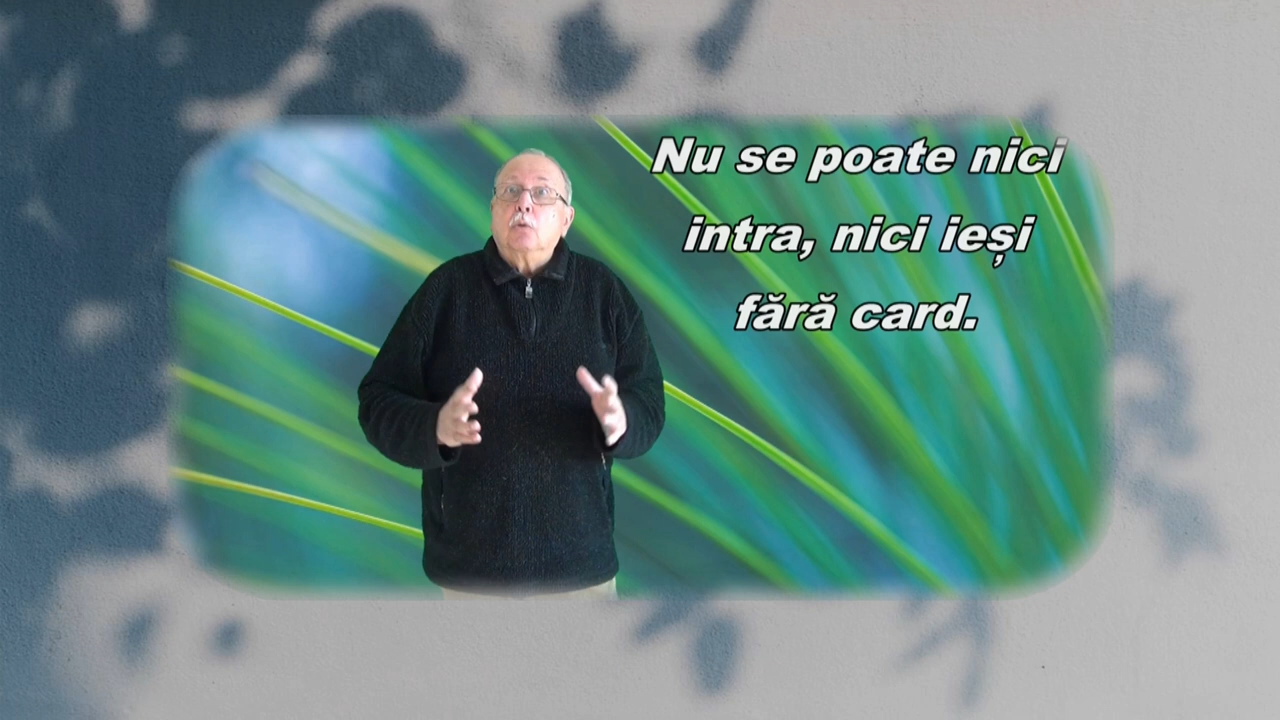 Nu se poate nici
intra, nici ieși
fără card.